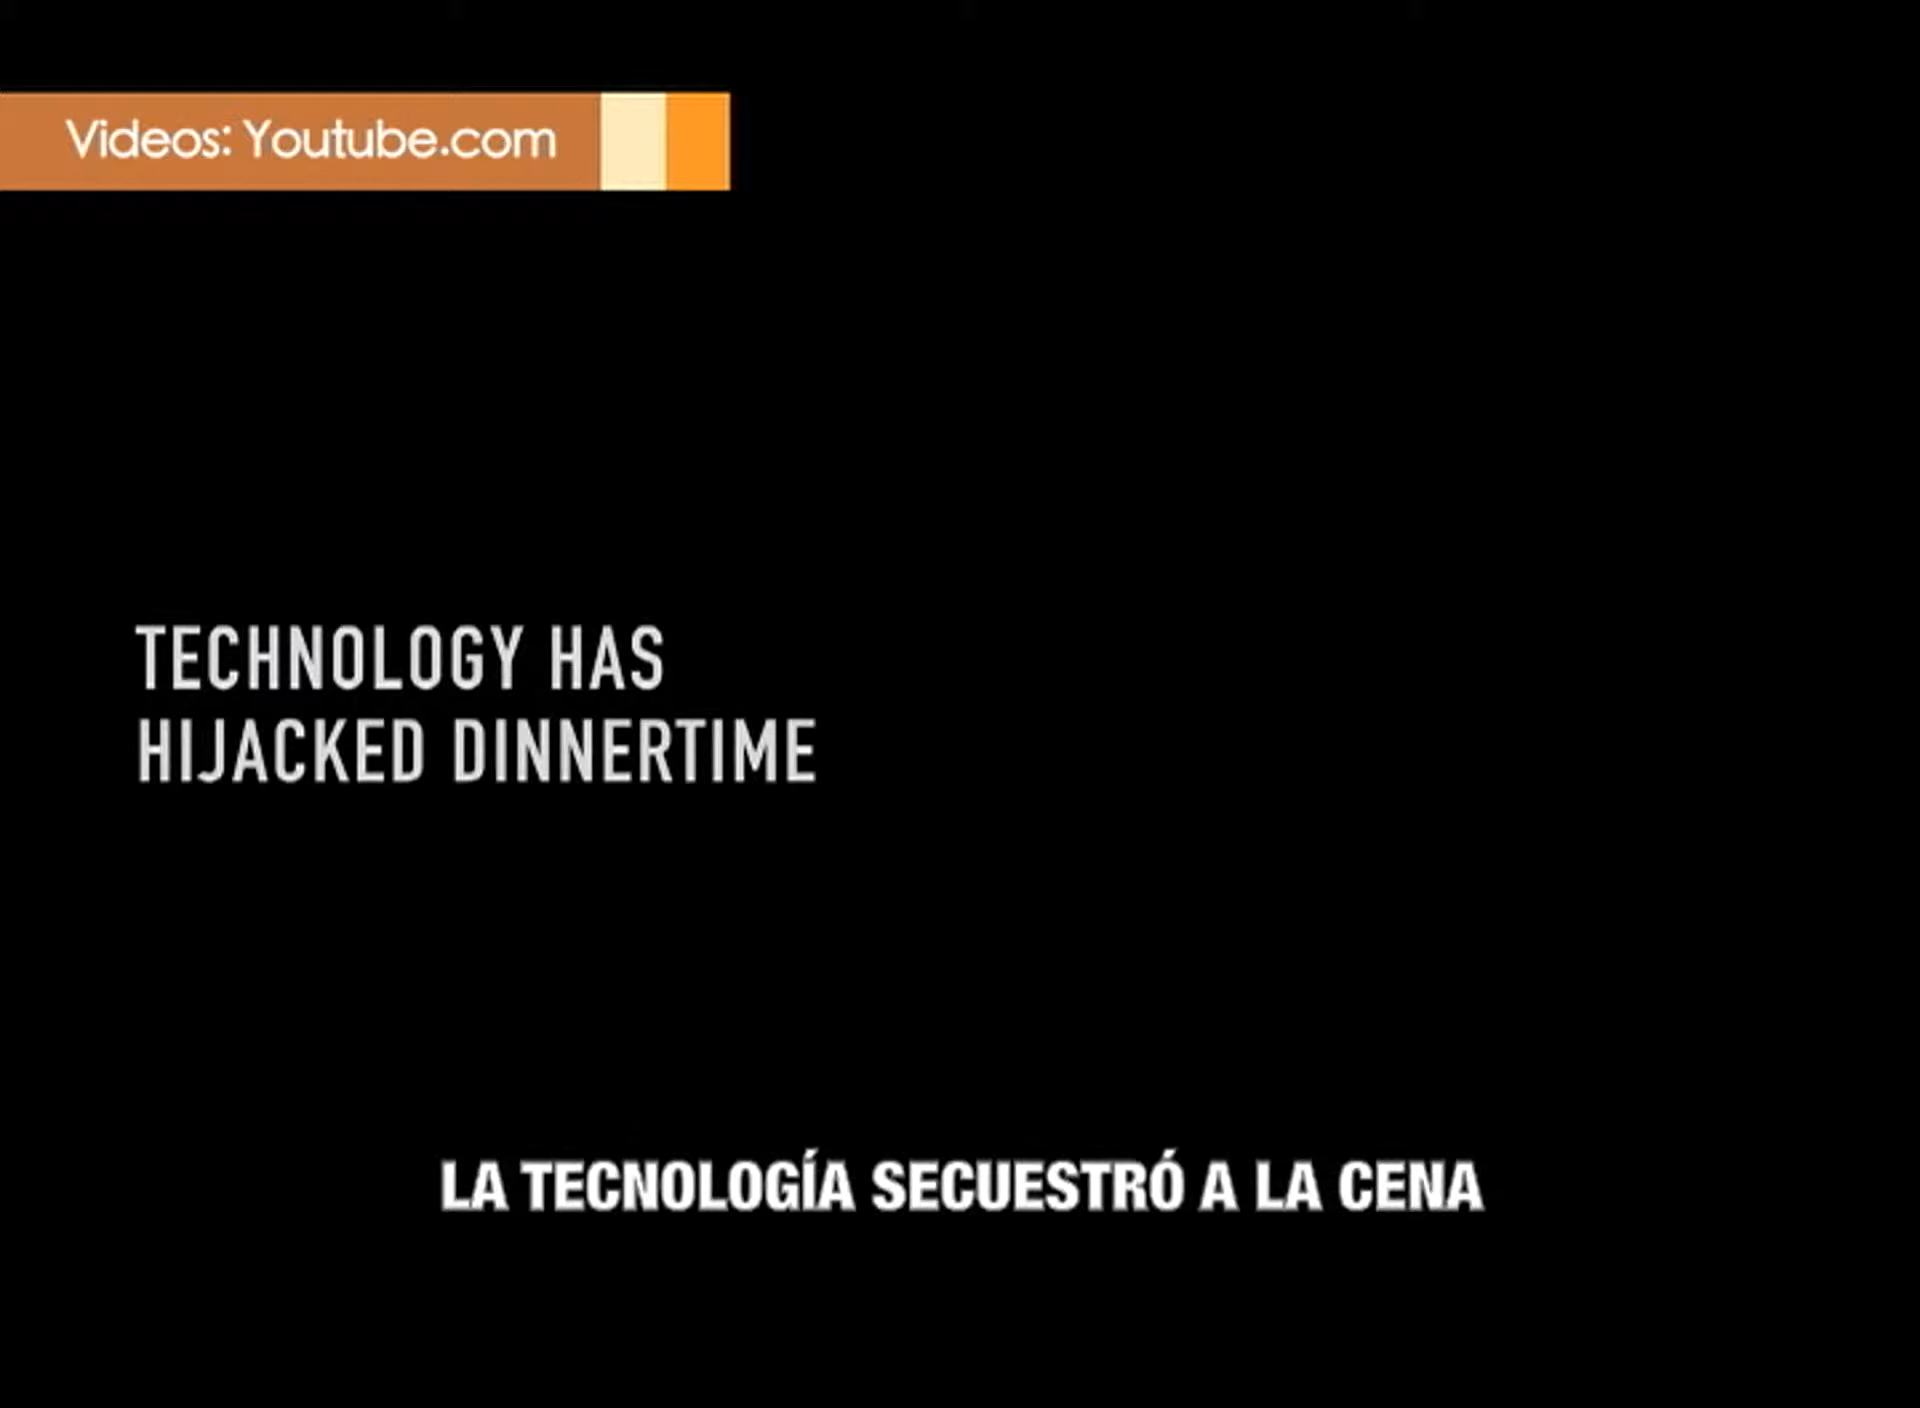 Videos: Youtube.com
TECHNOLOGY HAS
HIJACKED DINNERTIME
LA TECNOLOGÍA SECUESTRÓ A LA CENA